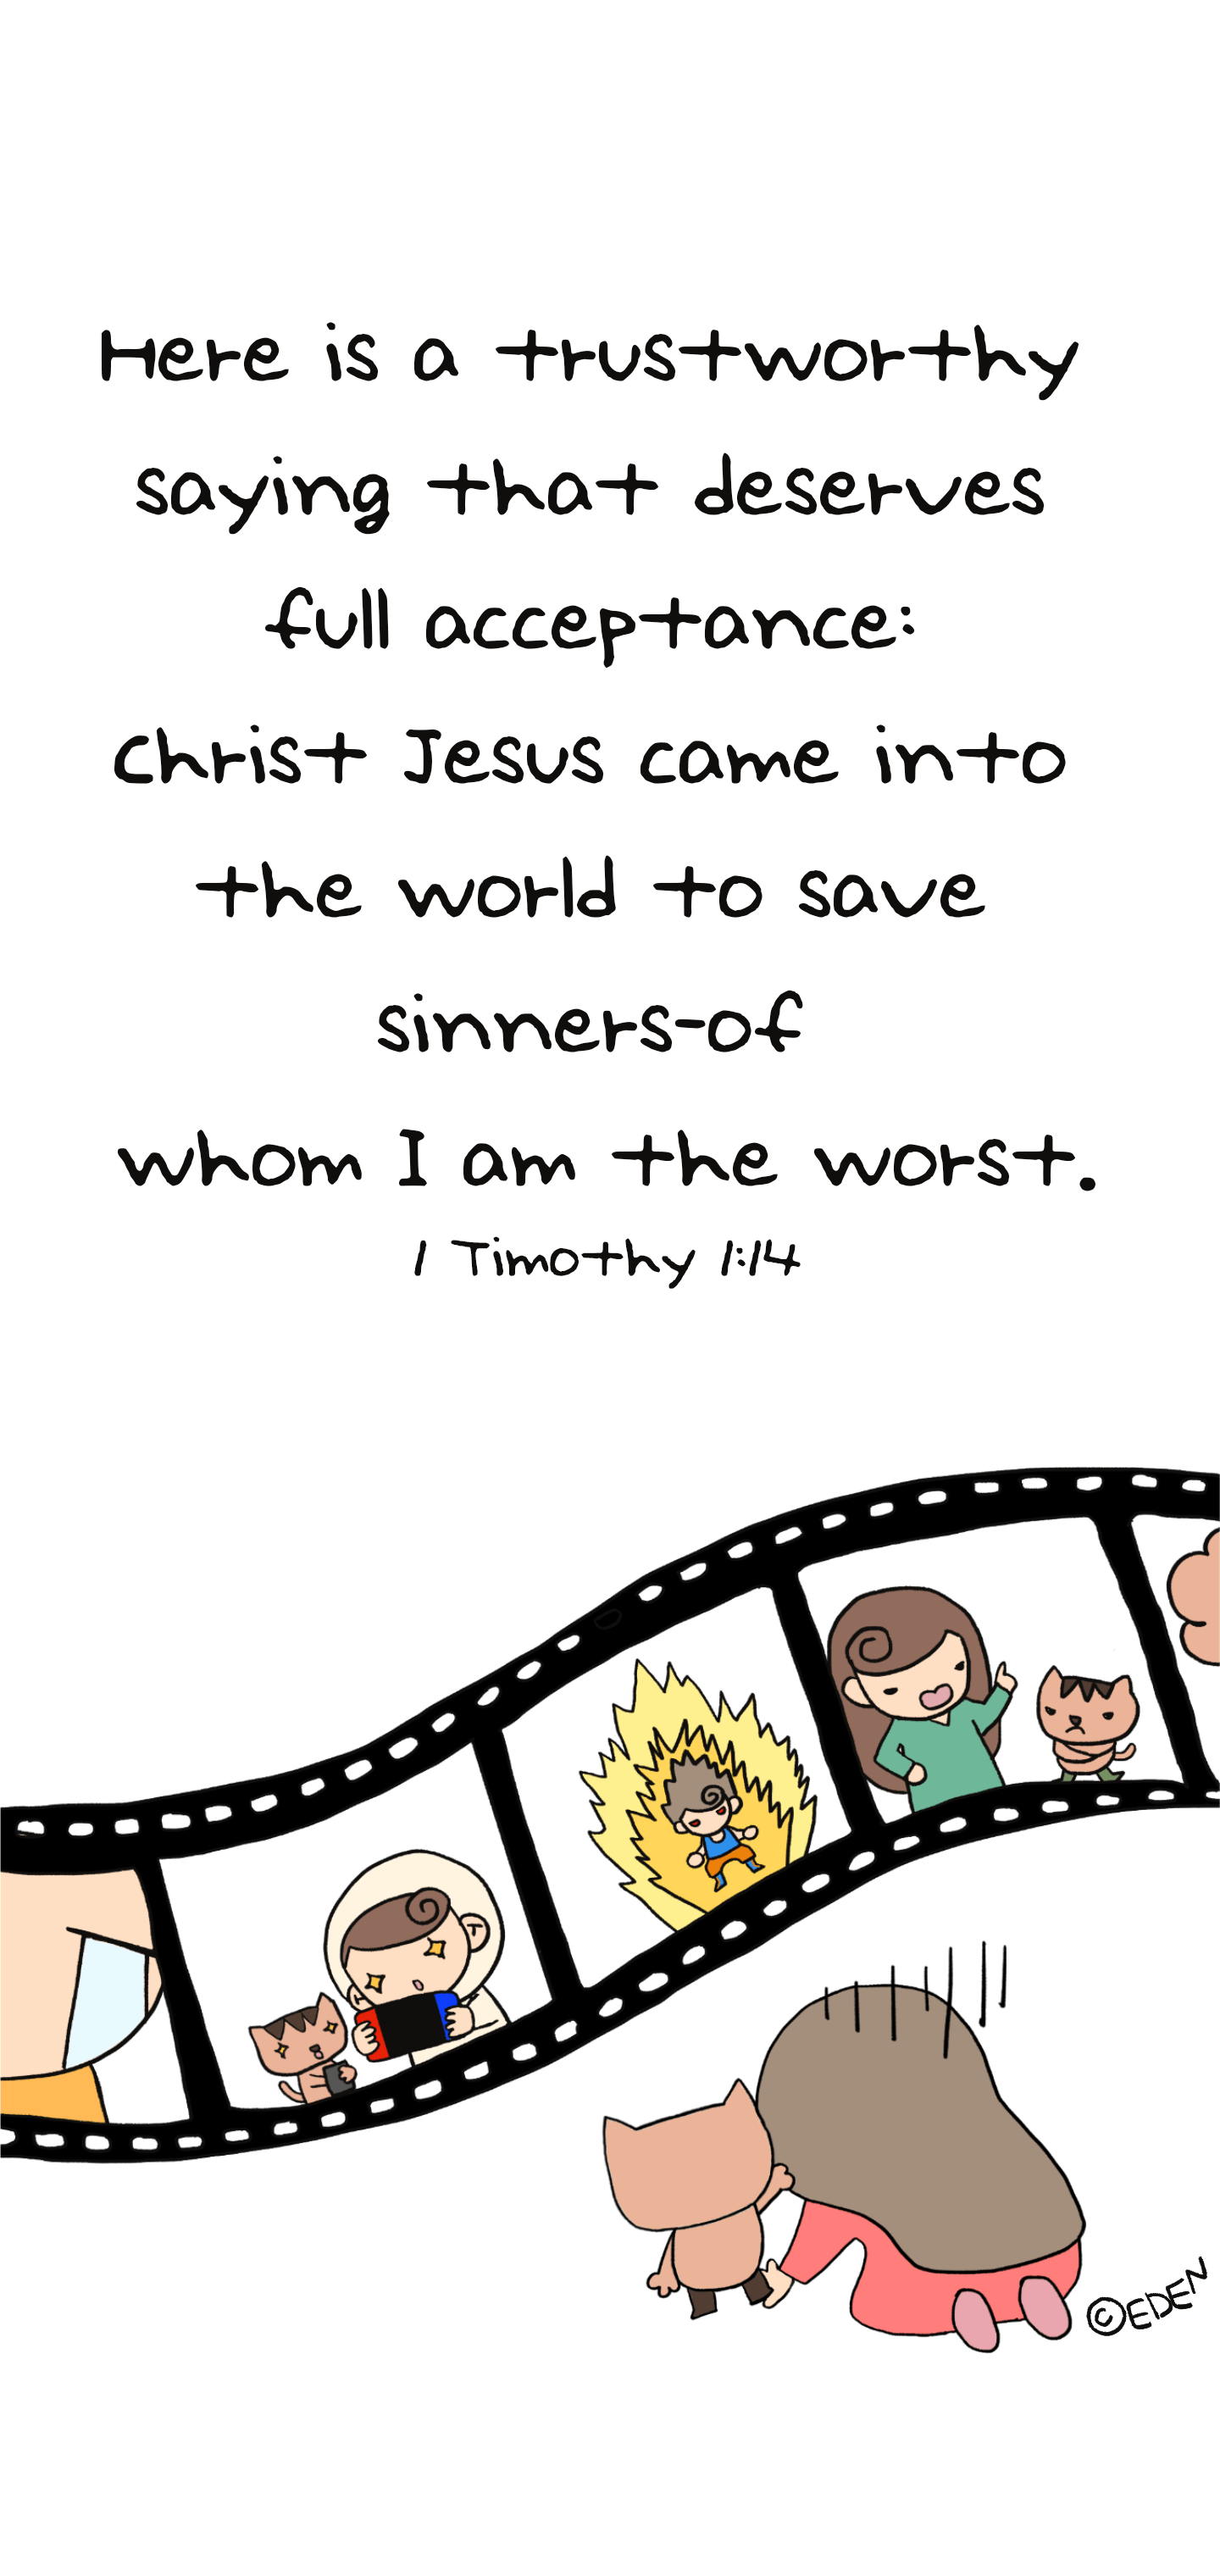 Here is a trustworthy
saying that deserves
full acceptance:
Christ Jesus came into
the world to save
sinners-of
whom I am the worst.
1 Timothy 1:14
©EDEN